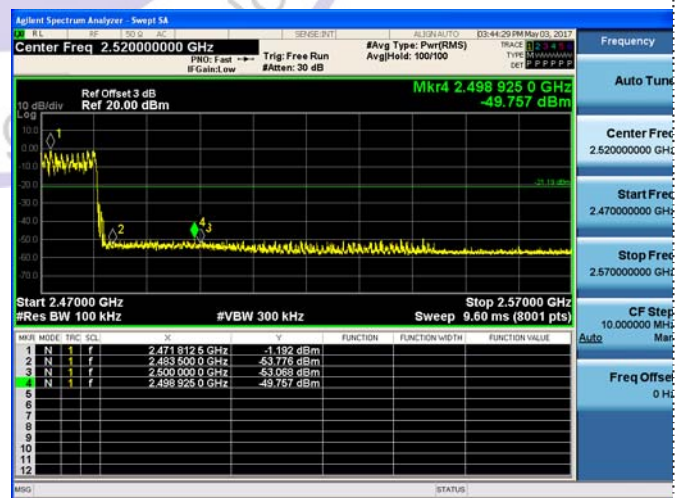 Agilent Spectrum Analyzer - Swept SA
RL RF 50 Ω AC SENSE:INT ALIGN AUTO 03:44:29 PM May 03, 2017
Center Freq 2.520000000 GHz
PNO: Fast
IFGain:Low
Trig: Free Run
#Atten: 30 dB
#Avg Type: Pwr(RMS)
Avg|Hold: 100/100
TRACE 1 2 3 4 5 6
TYPE M
DET P P P P P P
Frequency
Auto Tune
Center Freq
2.520000000 GHz
Start Freq
2.470000000 GHz
Stop Freq
2.570000000 GHz
CF Step
10.000000 MHz
Auto Man
Freq Offset
0 Hz
Mkr4 2.498 925 0 GHz
-49.757 dBm
Ref Offset 3 dB
10 dB/div Ref 20.00 dBm
Log
10.0
0.00
-10.0
-20.0
-30.0
-40.0
-50.0
-60.0
-70.0
1
2
4
3
-21.19 dBm
Start 2.47000 GHz Stop 2.57000 GHz
#Res BW 100 kHz #VBW 300 kHz Sweep 9.60 ms (8001 pts)
MKR MODE TRC SCL X Y FUNCTION FUNCTION WIDTH FUNCTION VALUE
1 N 1 f 2.471 812 5 GHz -1.192 dBm
2 N 1 f 2.483 500 0 GHz -53.776 dBm
3 N 1 f 2.500 000 0 GHz -53.068 dBm
4 N 1 f 2.498 925 0 GHz -49.757 dBm
5
6
7
8
9
10
11
12
MSG STATUS